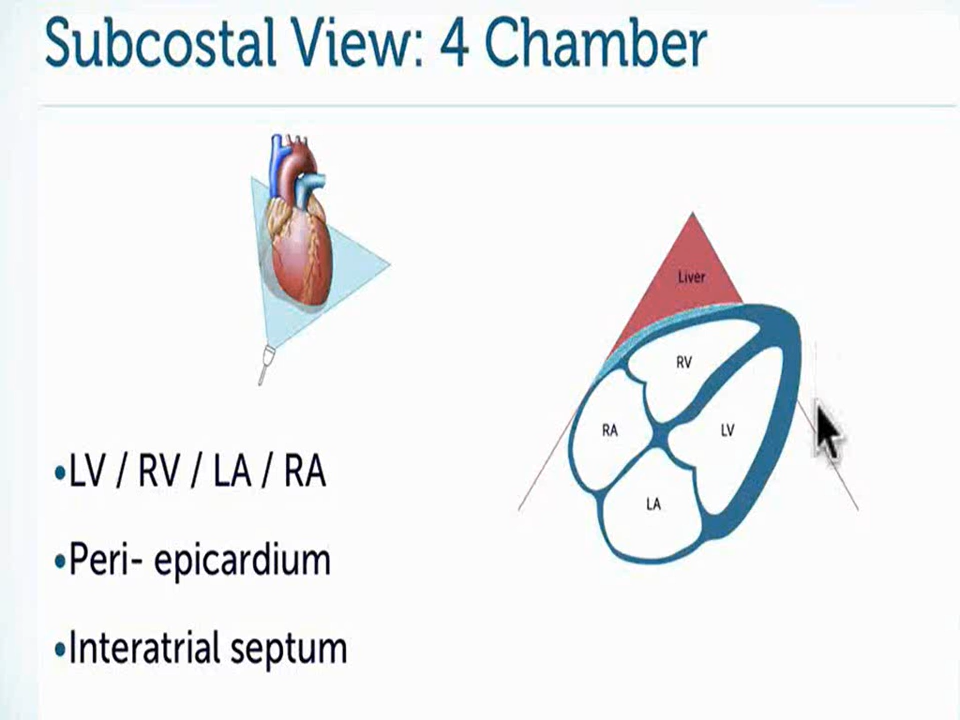 Subcostal View: 4 Chamber
Liver
RV
RA
LV
LA
•LV / RV / LA / RA
•Peri- epicardium
•Interatrial septum